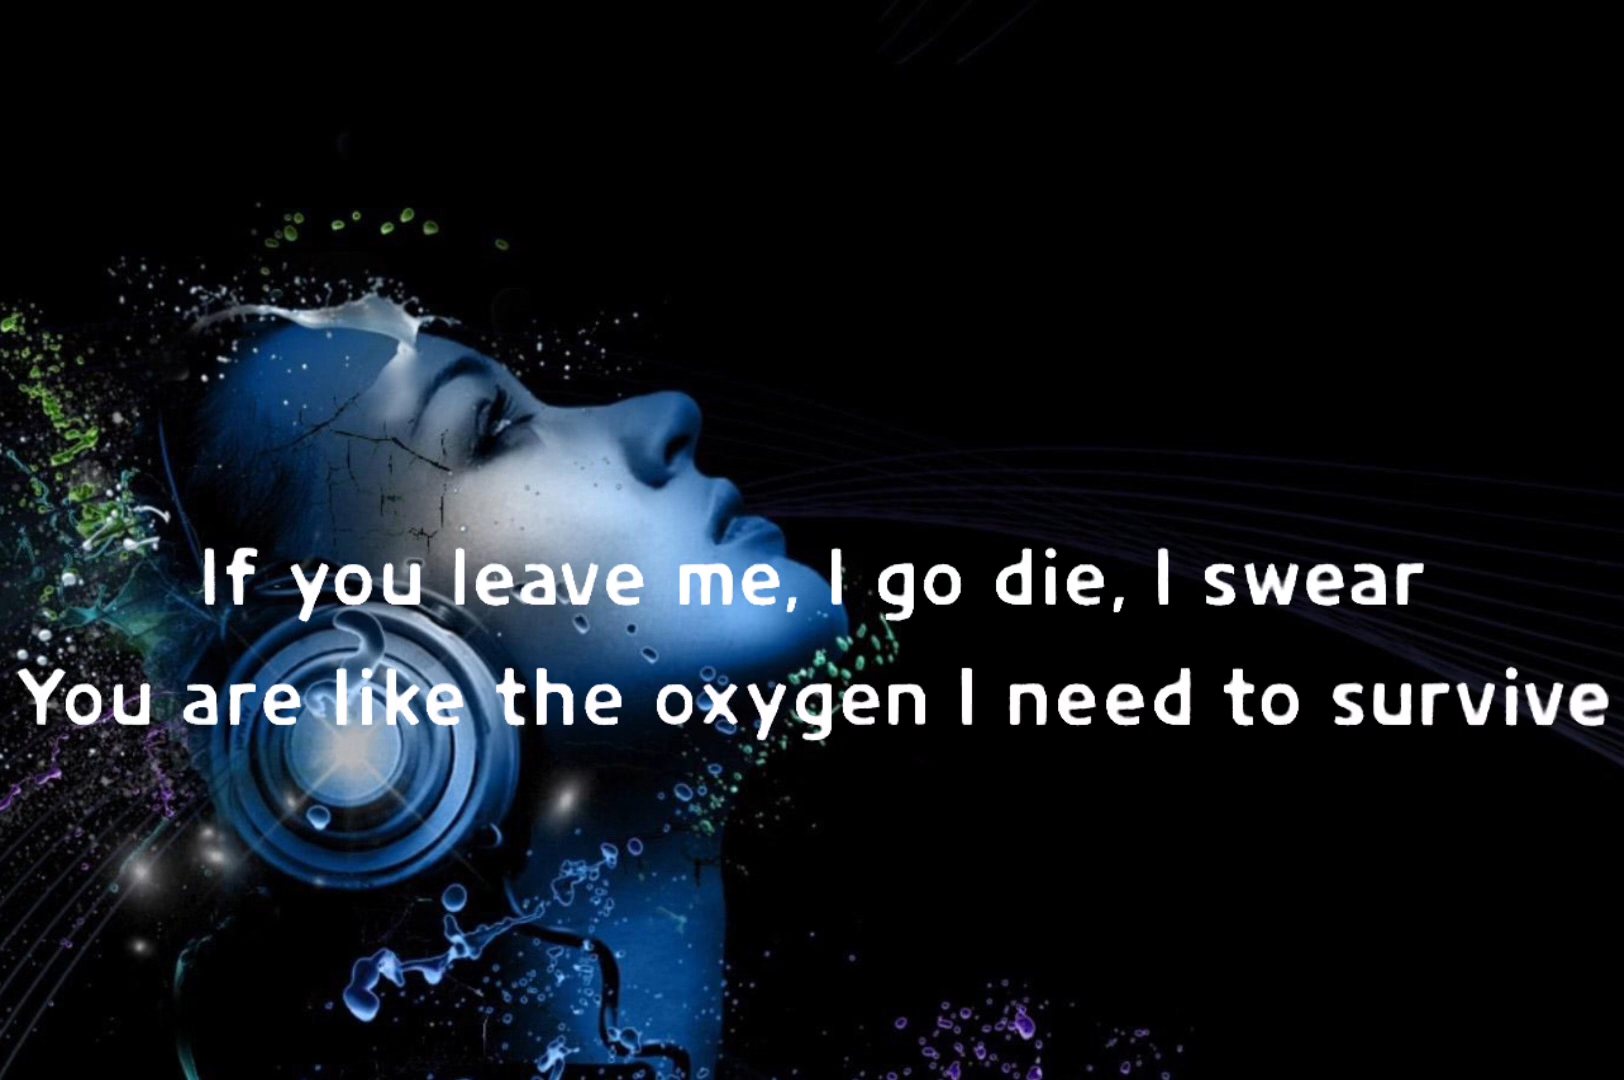 If you leave me, I go die, I swear
You are like the oxygen I need to survive